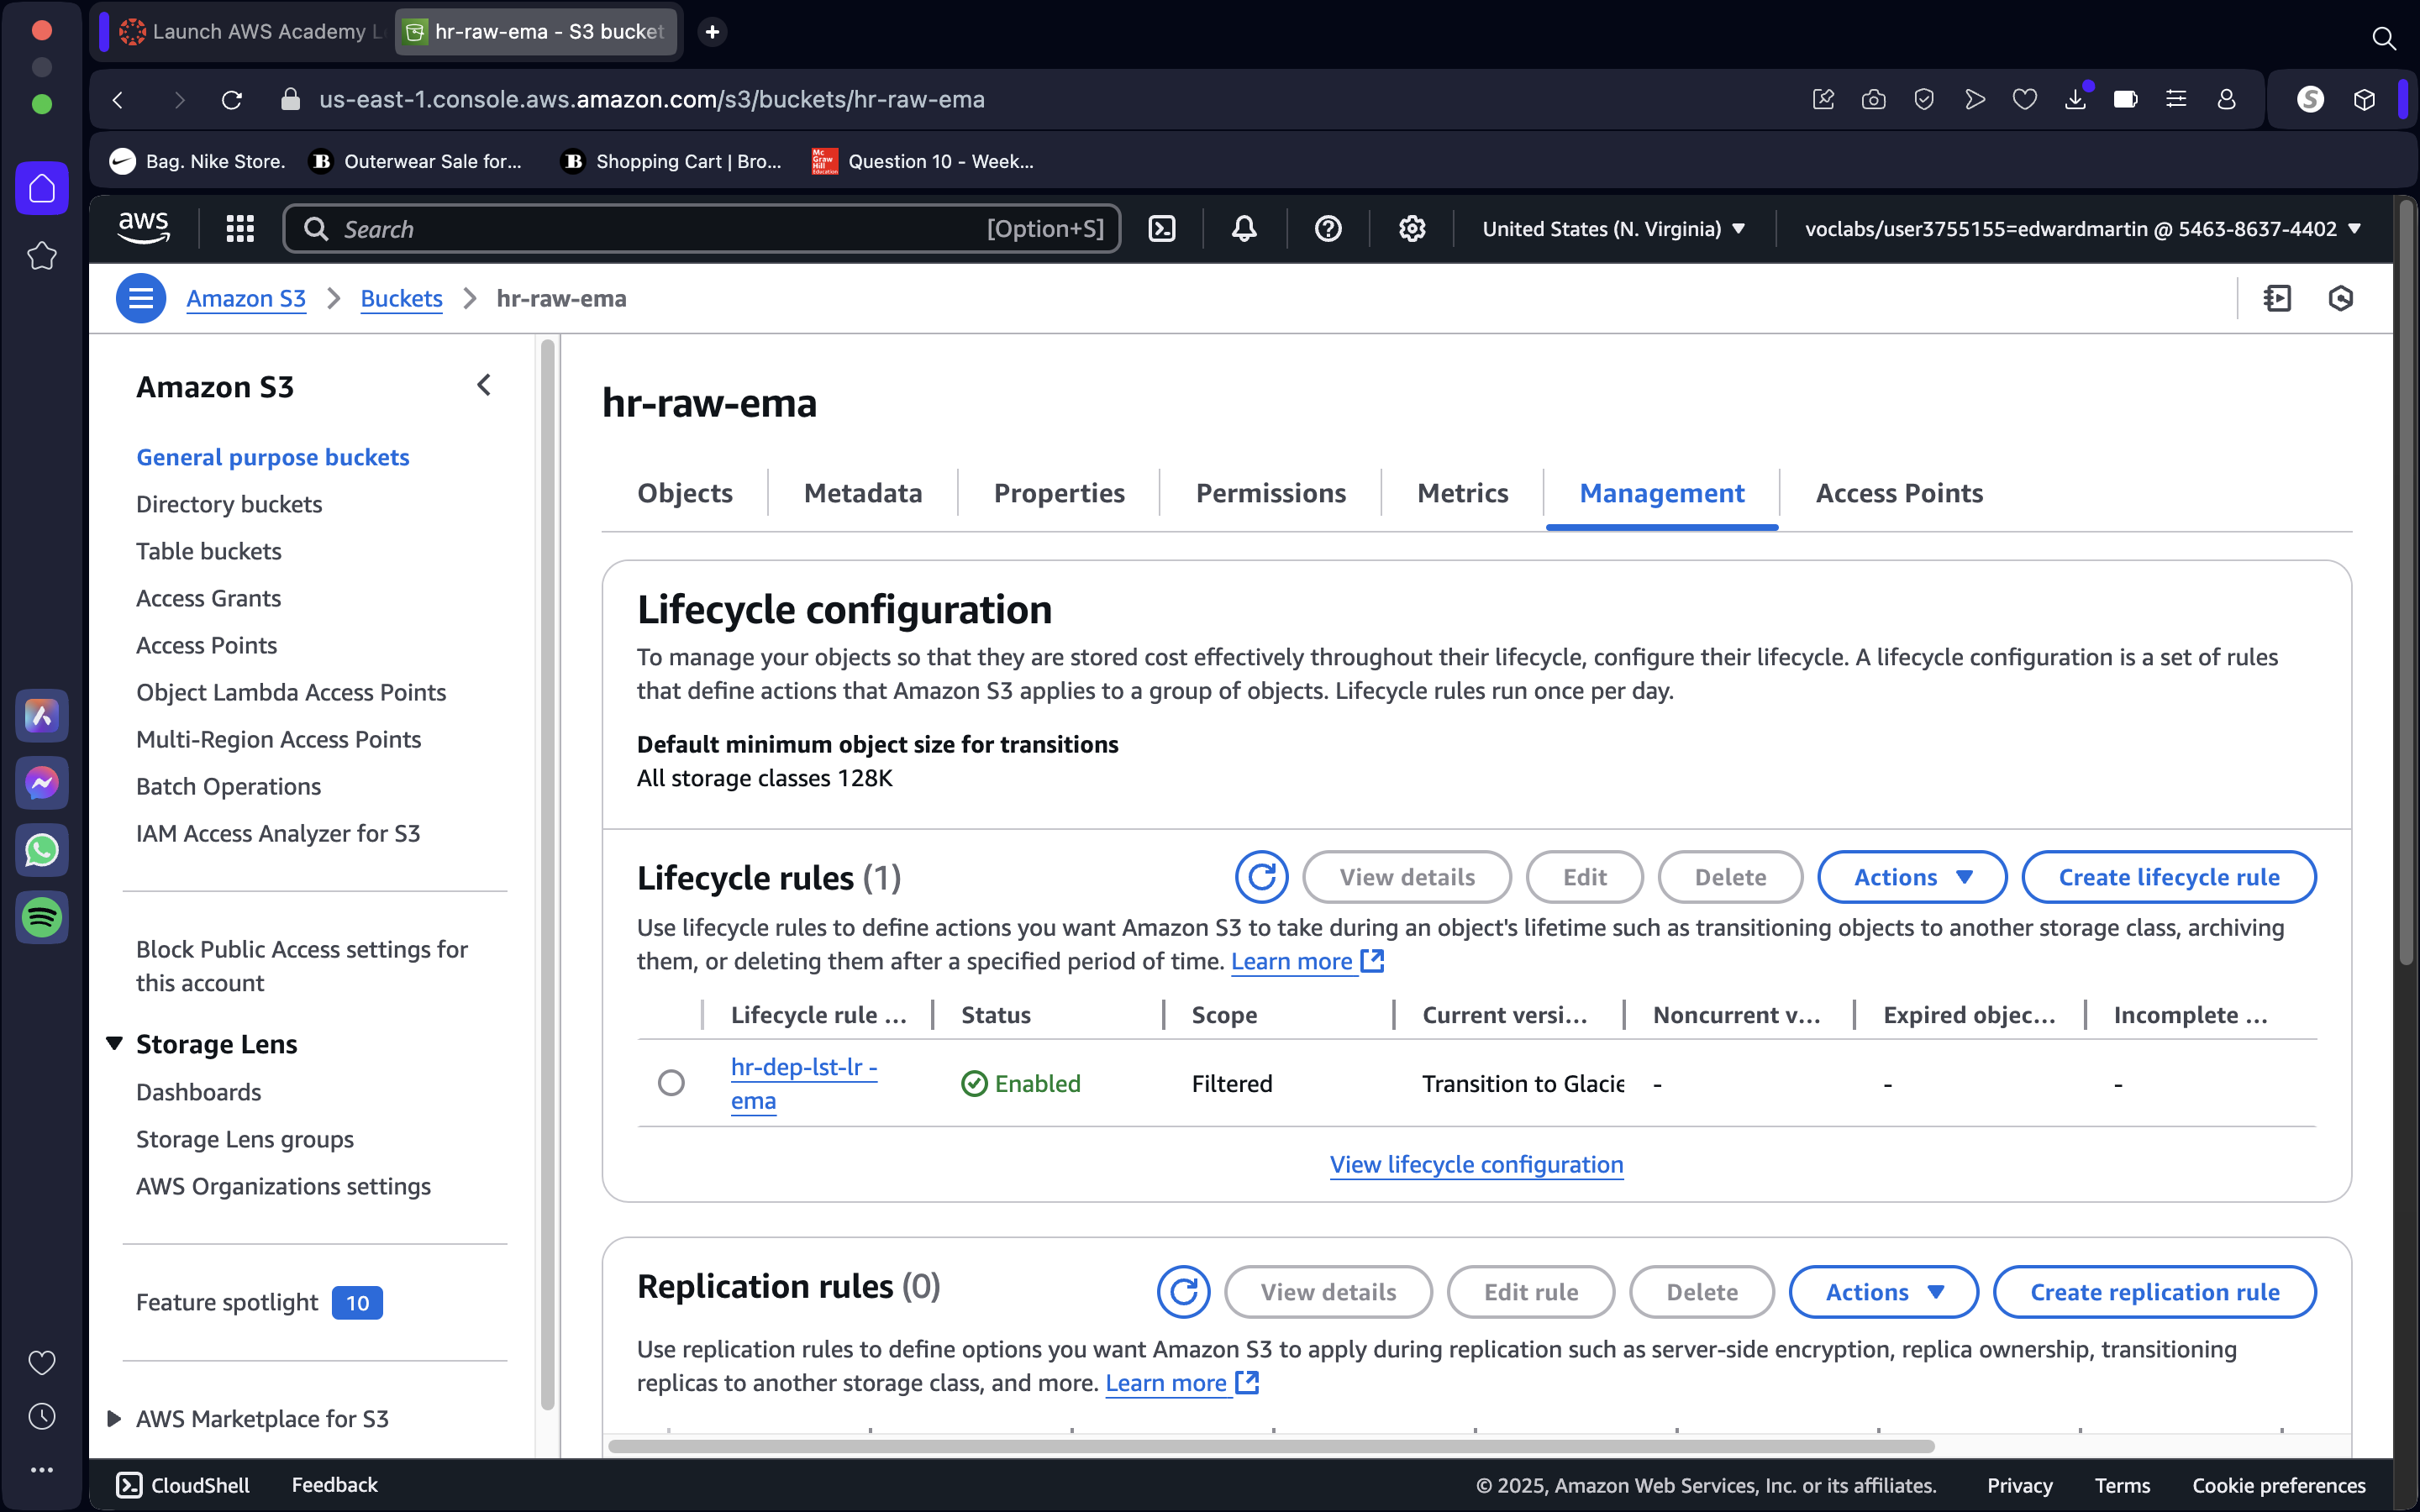 Launch AWS Academy L
hr-raw-ema - S3 bucket
us-east-1.console.aws.amazon.com/s3/buckets/hr-raw-ema
Bag. Nike Store.
B Outerwear Sale for...
B Shopping Cart | Bro...
Mc Graw Hill Education Question 10 - Week...
aws
Search
[Option+S]
United States (N. Virginia)
voclabs/user3755155=edwardmartin @ 5463-8637-4402
Amazon S3 > Buckets > hr-raw-ema
Amazon S3
General purpose buckets
Directory buckets
Table buckets
Access Grants
Access Points
Object Lambda Access Points
Multi-Region Access Points
Batch Operations
IAM Access Analyzer for S3
Block Public Access settings for
this account
Storage Lens
Dashboards
Storage Lens groups
AWS Organizations settings
Feature spotlight 10
AWS Marketplace for S3
hr-raw-ema
Objects
Metadata
Properties
Permissions
Metrics
Management
Access Points
Lifecycle configuration
To manage your objects so that they are stored cost effectively throughout their lifecycle, configure their lifecycle. A lifecycle configuration is a set of rules
that define actions that Amazon S3 applies to a group of objects. Lifecycle rules run once per day.
Default minimum object size for transitions
All storage classes 128K
Lifecycle rules (1)
View details
Edit
Delete
Actions
Create lifecycle rule
Use lifecycle rules to define actions you want Amazon S3 to take during an object's lifetime such as transitioning objects to another storage class, archiving
them, or deleting them after a specified period of time. Learn more
Lifecycle rule ...
Status
Scope
Current versi...
Noncurrent v...
Expired objec...
Incomplete ...
hr-dep-lst-lr -
ema
Enabled
Filtered
Transition to Glacie
-
-
-
View lifecycle configuration
Replication rules (0)
View details
Edit rule
Delete
Actions
Create replication rule
Use replication rules to define options you want Amazon S3 to apply during replication such as server-side encryption, replica ownership, transitioning
replicas to another storage class, and more. Learn more
CloudShell
Feedback
© 2025, Amazon Web Services, Inc. or its affiliates.
Privacy
Terms
Cookie preferences